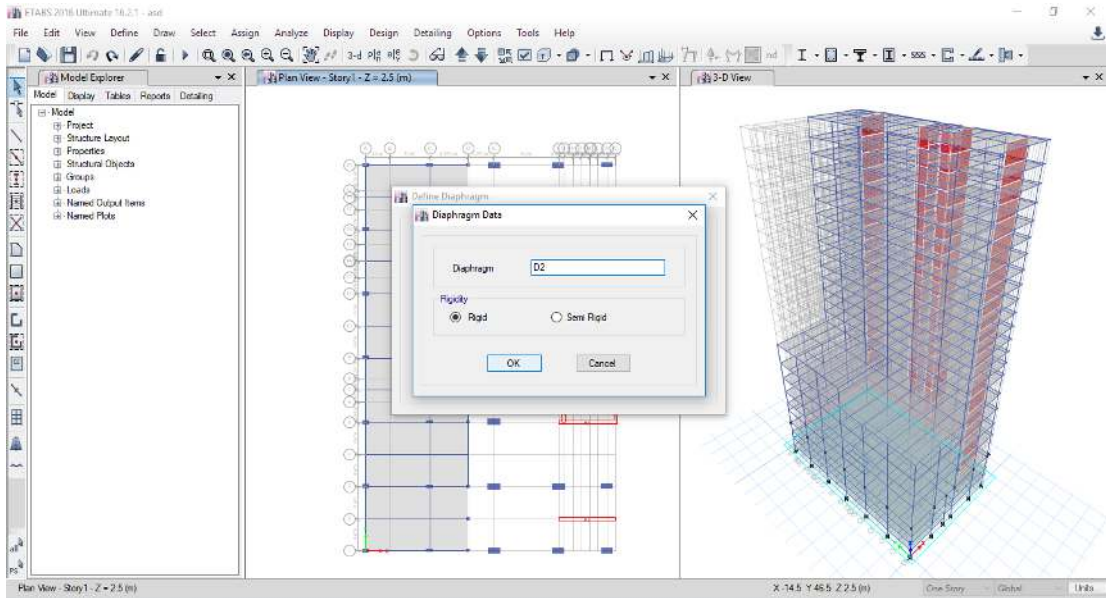 ETABS 2016 Ultimate 16.2.1 - asd
File Edit View Define Draw Select Assign Analyze Display Design Detailing Options Tools Help
3-d
nd
Model Explorer
Model Display Tables Reports Detailing
Model
Project
Structure Layout
Properties
Structural Objects
Groups
Loads
Named Output Items
Named Plots
Plan View - Story1 - Z = 2.5 (m)
3-D View
Define Diaphragm
Diaphragm Data
Diaphragm D2
Rigidity
Rigid Semi Rigid
OK Cancel
Plan View - Story1 - Z = 2.5 (m)
X -14.5 Y 46.5 Z 2.5 (m)
One Story Global Units